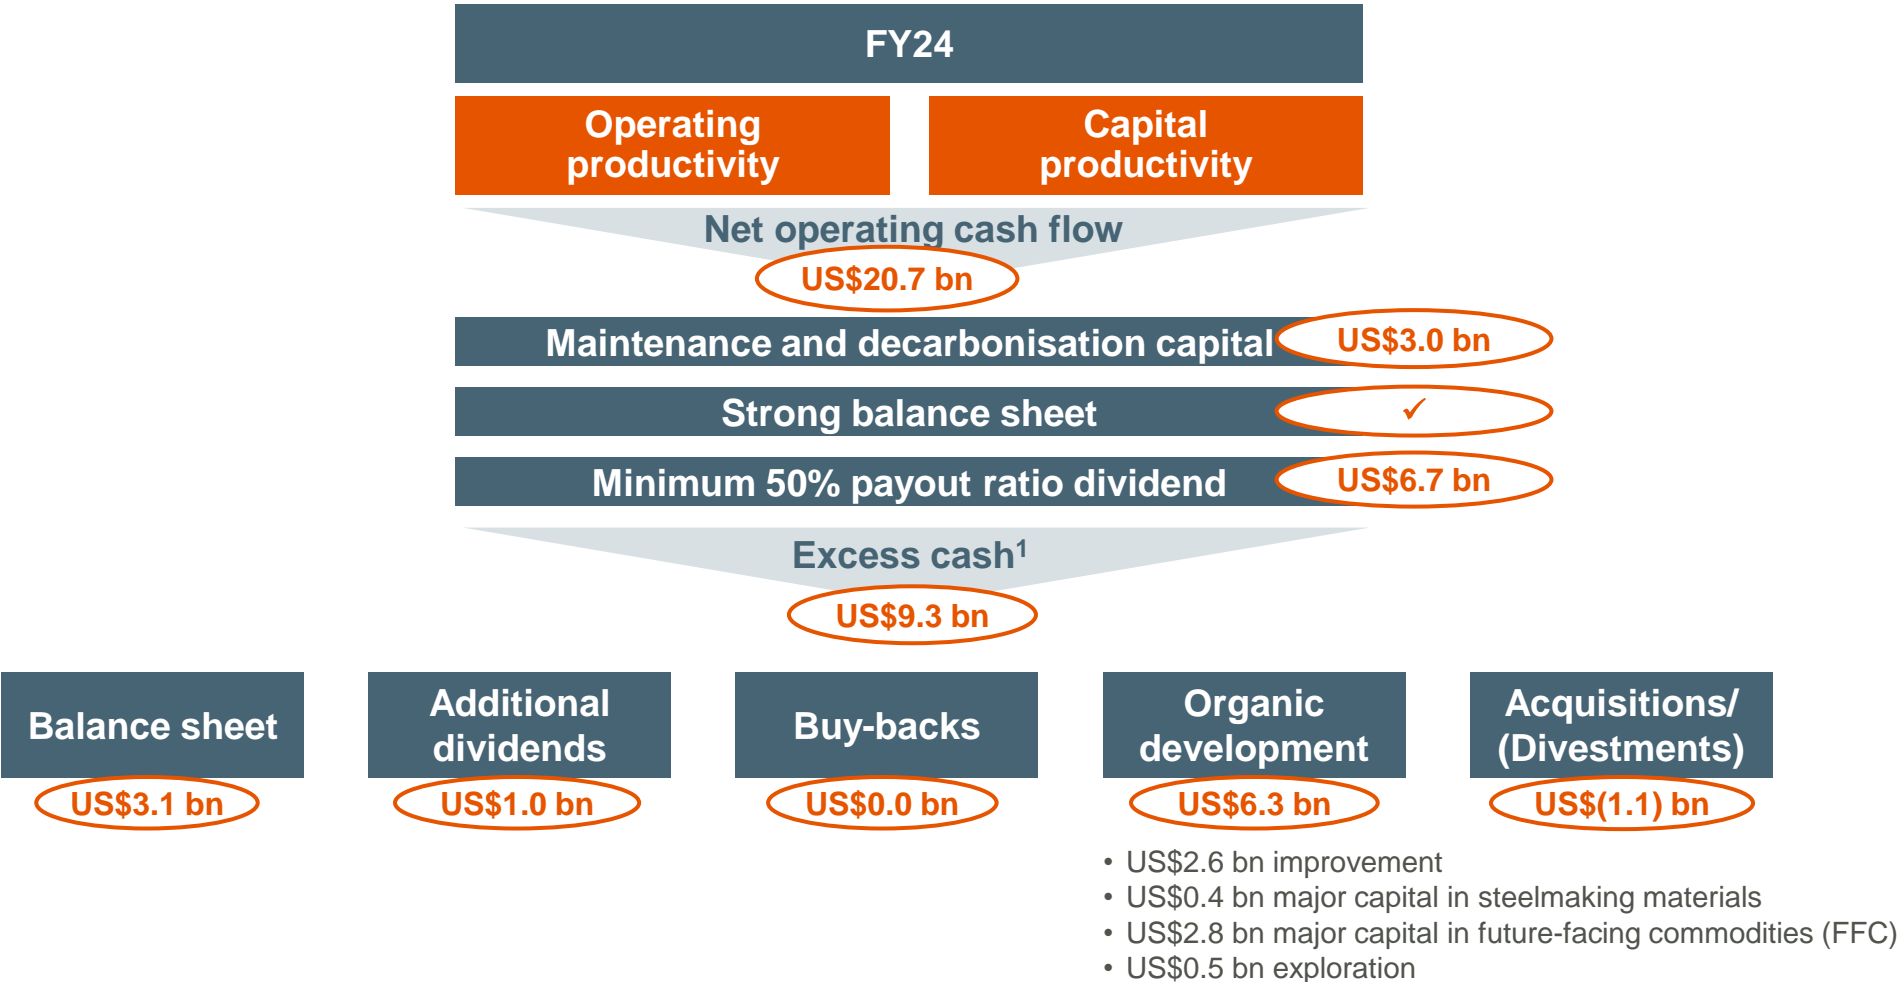 FY24
Operating
productivity
Capital
productivity
Net operating cash flow
US$20.7 bn
Maintenance and decarbonisation capital
US$3.0 bn
Strong balance sheet
✓
Minimum 50% payout ratio dividend
US$6.7 bn
Excess cash¹
US$9.3 bn
Balance sheet
US$3.1 bn
Additional
dividends
US$1.0 bn
Buy-backs
US$0.0 bn
Organic
development
US$6.3 bn
Acquisitions/
(Divestments)
US$(1.1) bn
• US$2.6 bn improvement
• US$0.4 bn major capital in steelmaking materials
• US$2.8 bn major capital in future-facing commodities (FFC)
• US$0.5 bn exploration